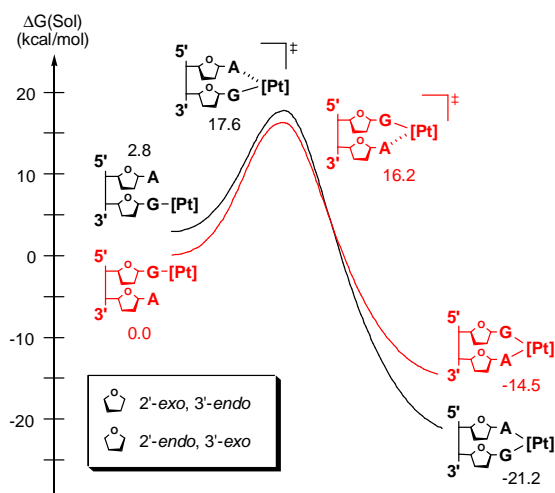 ΔG(Sol)
(kcal/mol)
20
10
0
-10
-20
5'
3'
A
G
[Pt]
‡
17.6
5'
3'
G
A
[Pt]
‡
16.2
2.8
5'
3'
A
G-[Pt]
5'
3'
G-[Pt]
A
0.0
5'
3'
G
A
[Pt]
-14.5
5'
3'
A
G
[Pt]
-21.2
O 2'-exo, 3'-endo
O 2'-endo, 3'-exo